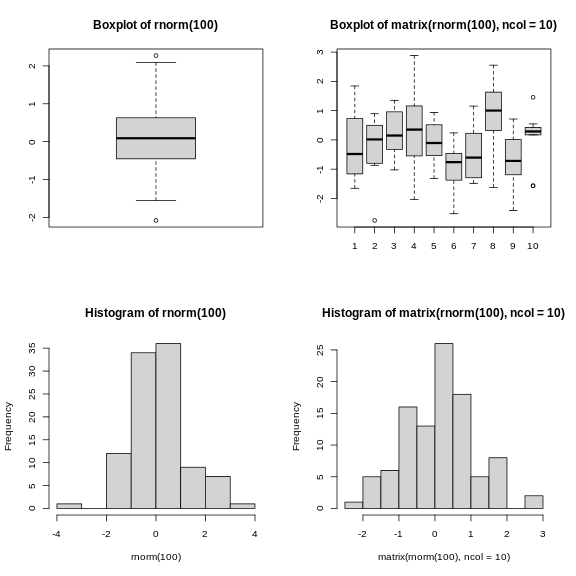 Boxplot of rnorm(100)
2
1
0
-1
-2
Boxplot of matrix(rnorm(100), ncol = 10)
3
2
1
0
-1
-2
1 2 3 4 5 6 7 8 9 10
Histogram of rnorm(100)
Frequency
35
30
25
20
15
10
5
0
-4 -2 0 2 4
rnorm(100)
Histogram of matrix(rnorm(100), ncol = 10)
Frequency
25
20
15
10
5
0
-2 -1 0 1 2 3
matrix(rnorm(100), ncol = 10)